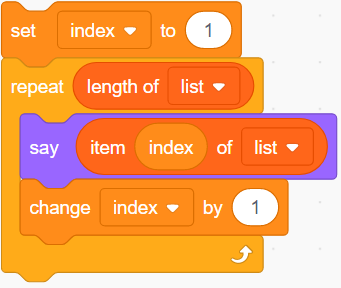 set index to 1
repeat length of list
say item index of list
change index by 1